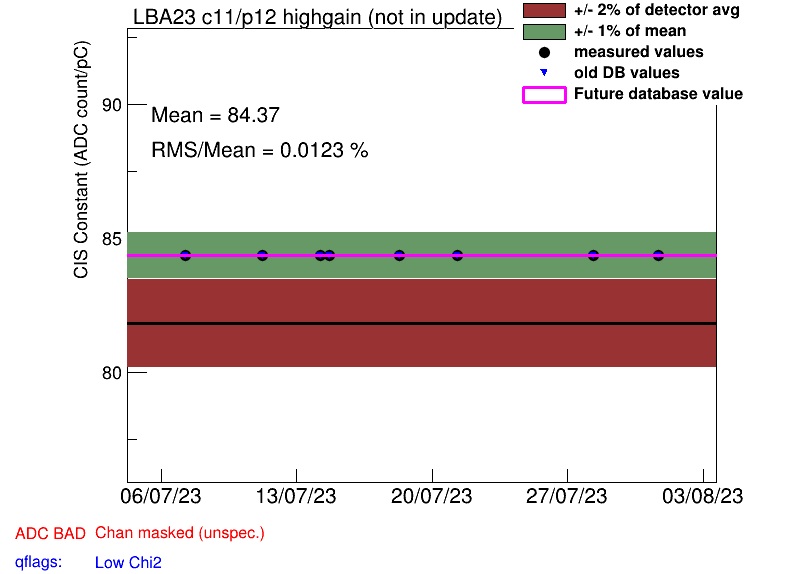 LBA23 c11/p12 highgain (not in update)
+/- 2% of detector avg
+/- 1% of mean
measured values
old DB values
Future database value
CIS Constant (ADC count/pC)
90
85
80
Mean = 84.37
RMS/Mean = 0.0123 %
06/07/23 13/07/23 20/07/23 27/07/23 03/08/23
ADC BAD Chan masked (unspec.)
qflags: Low Chi2